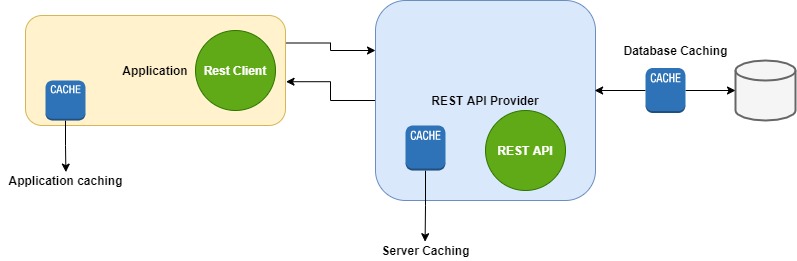 Application
Rest Client
CACHE
Application caching
REST API Provider
CACHE
REST API
Server Caching
Database Caching
CACHE